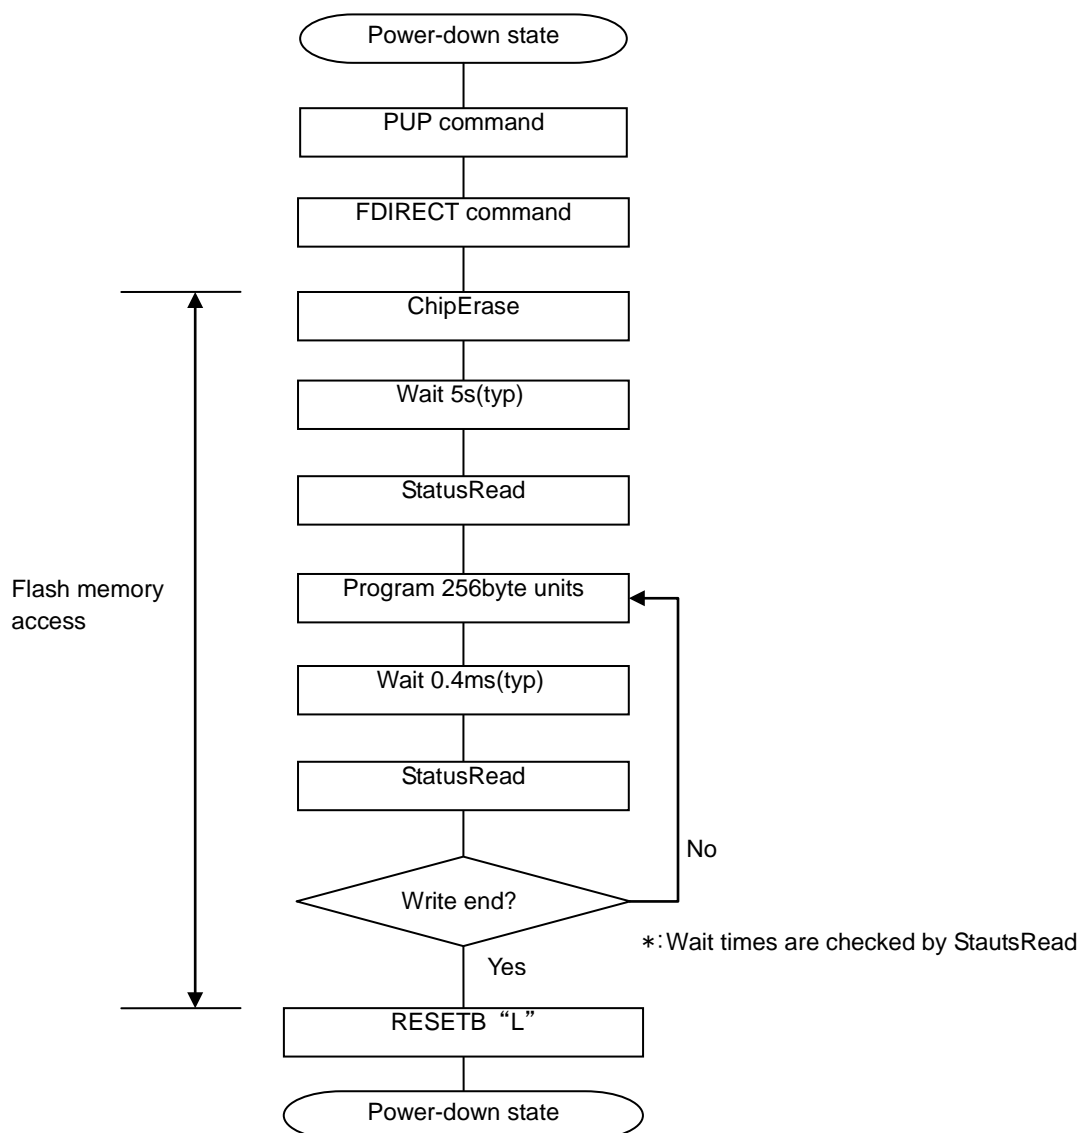 Power-down state
PUP command
FDIRECT command
ChipErase
Wait 5s(typ)
StatusRead
Flash memory
access
Program 256byte units
Wait 0.4ms(typ)
StatusRead
No
Write end?
*:Wait times are checked by StautsRead
Yes
RESETB “L”
Power-down state